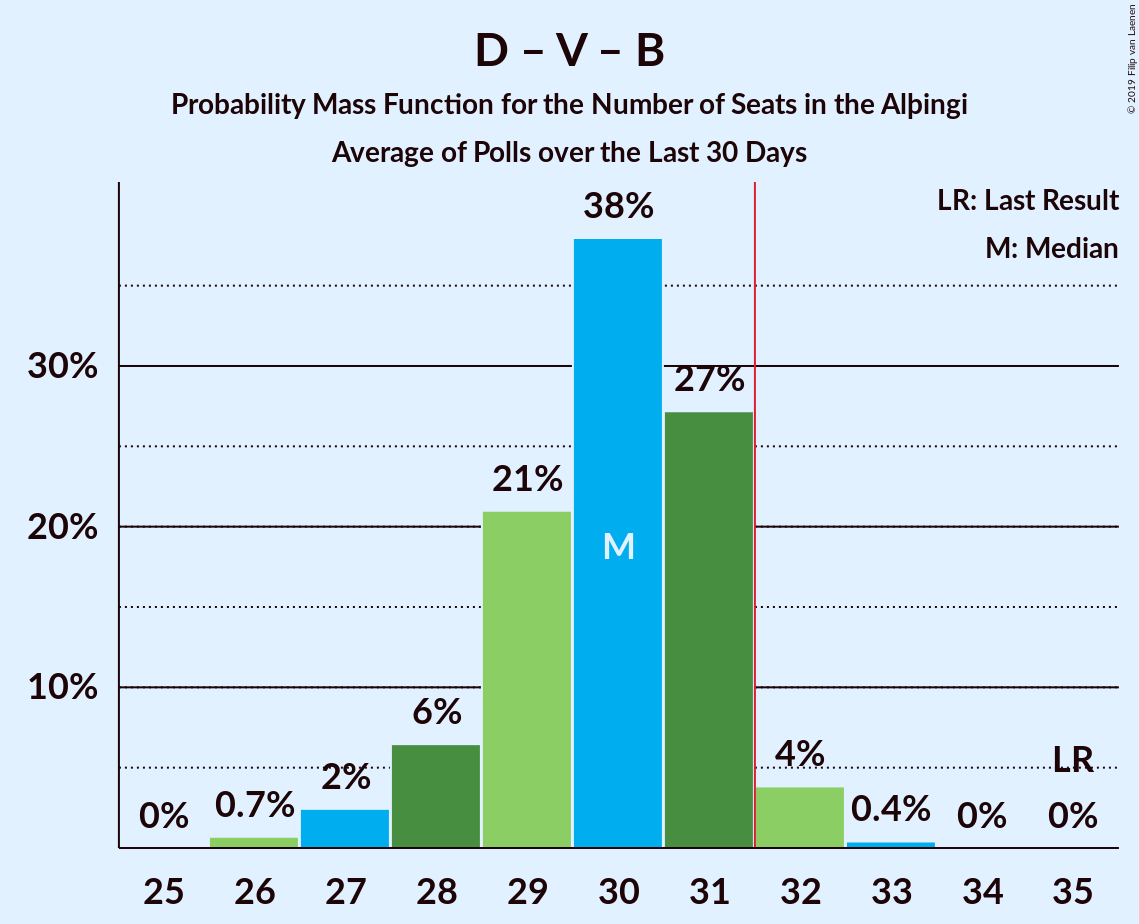 D – V – B
Probability Mass Function for the Number of Seats in the Alþingi
Average of Polls over the Last 30 Days
© 2019 Filip van Laenen
LR: Last Result
M: Median
30%
20%
10%
0%
0.7%
2%
6%
21%
38%
27%
4%
0.4%
0%
0%
M
LR
25 26 27 28 29 30 31 32 33 34 35